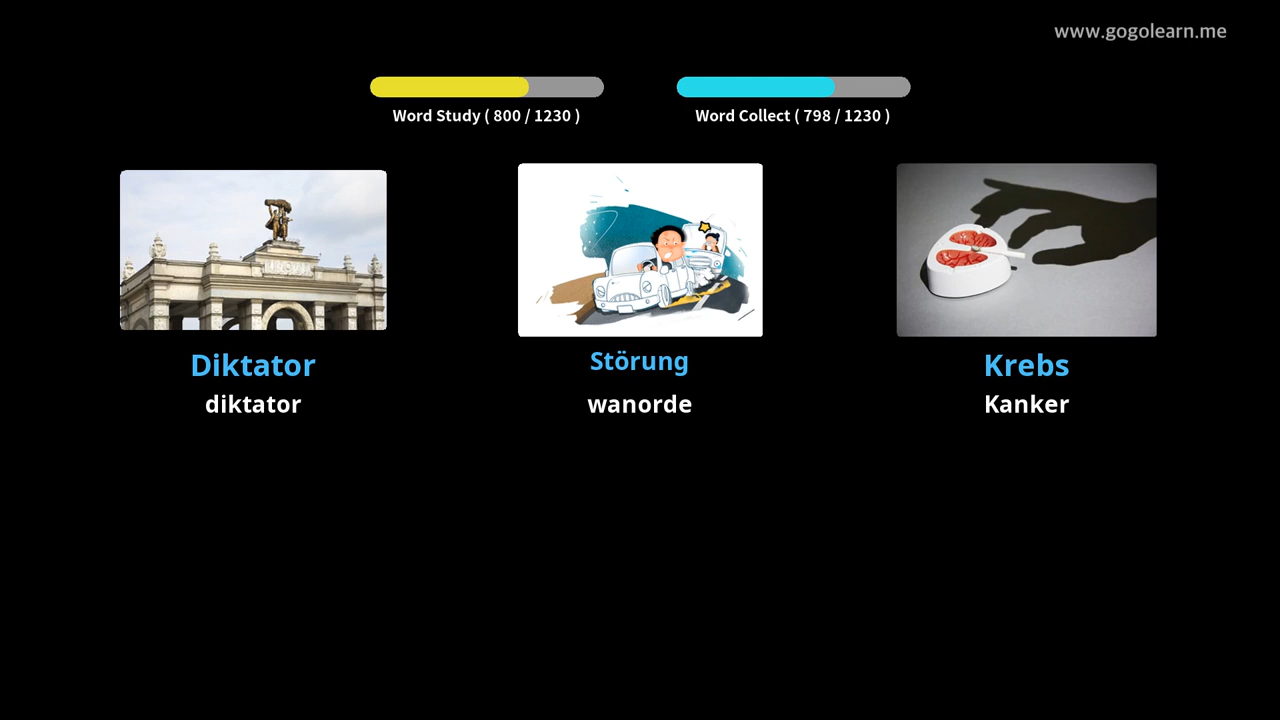 www.gogolearn.me
Word Study ( 800 / 1230 )
Word Collect ( 798 / 1230 )
Diktator
diktator
Störung
wanorde
Krebs
Kanker